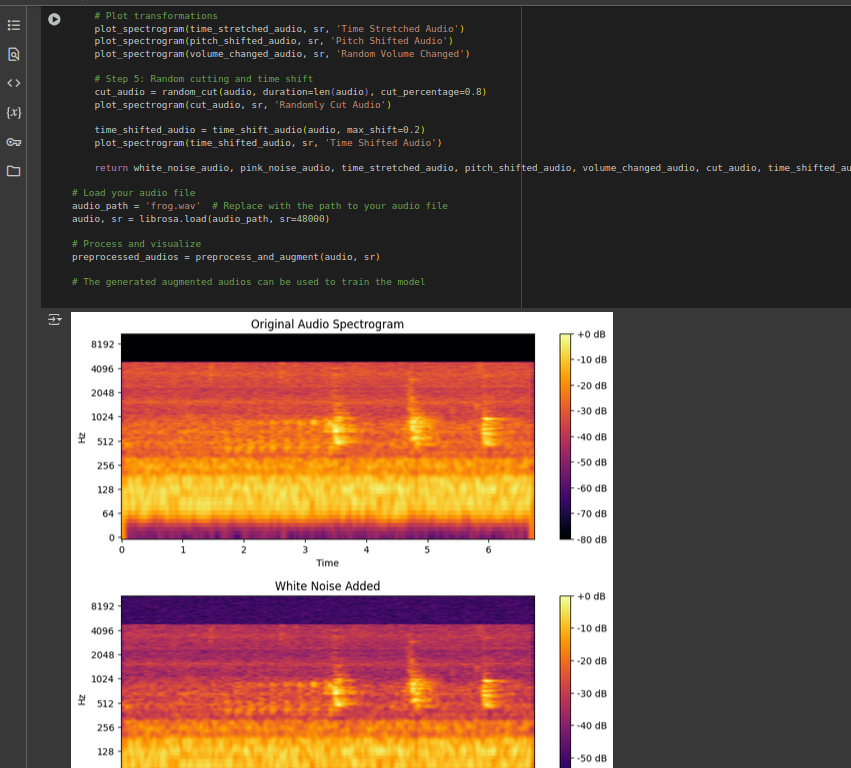 # Plot transformations
plot_spectrogram(time_stretched_audio, sr, 'Time Stretched Audio')
plot_spectrogram(pitch_shifted_audio, sr, 'Pitch Shifted Audio')
plot_spectrogram(volume_changed_audio, sr, 'Random Volume Changed')
# Step 5: Random cutting and time shift
cut_audio = random_cut(audio, duration=len(audio), cut_percentage=0.8)
plot_spectrogram(cut_audio, sr, 'Randomly Cut Audio')
time_shifted_audio = time_shift_audio(audio, max_shift=0.2)
plot_spectrogram(time_shifted_audio, sr, 'Time Shifted Audio')
return white_noise_audio, pink_noise_audio, time_stretched_audio, pitch_shifted_audio, volume_changed_audio, cut_audio, time_shifted_au
# Load your audio file
audio_path = 'frog.wav'  # Replace with the path to your audio file
audio, sr = librosa.load(audio_path, sr=48000)
# Process and visualize
preprocessed_audios = preprocess_and_augment(audio, sr)
# The generated augmented audios can be used to train the model
{x}
Original Audio Spectrogram
8192
4096
2048
1024
512
256
128
64
0
Hz
0 1 2 3 4 5 6
Time
+0 dB
-10 dB
-20 dB
-30 dB
-40 dB
-50 dB
-60 dB
-70 dB
-80 dB
White Noise Added
8192
4096
2048
1024
512
256
128
Hz
+0 dB
-10 dB
-20 dB
-30 dB
-40 dB
-50 dB